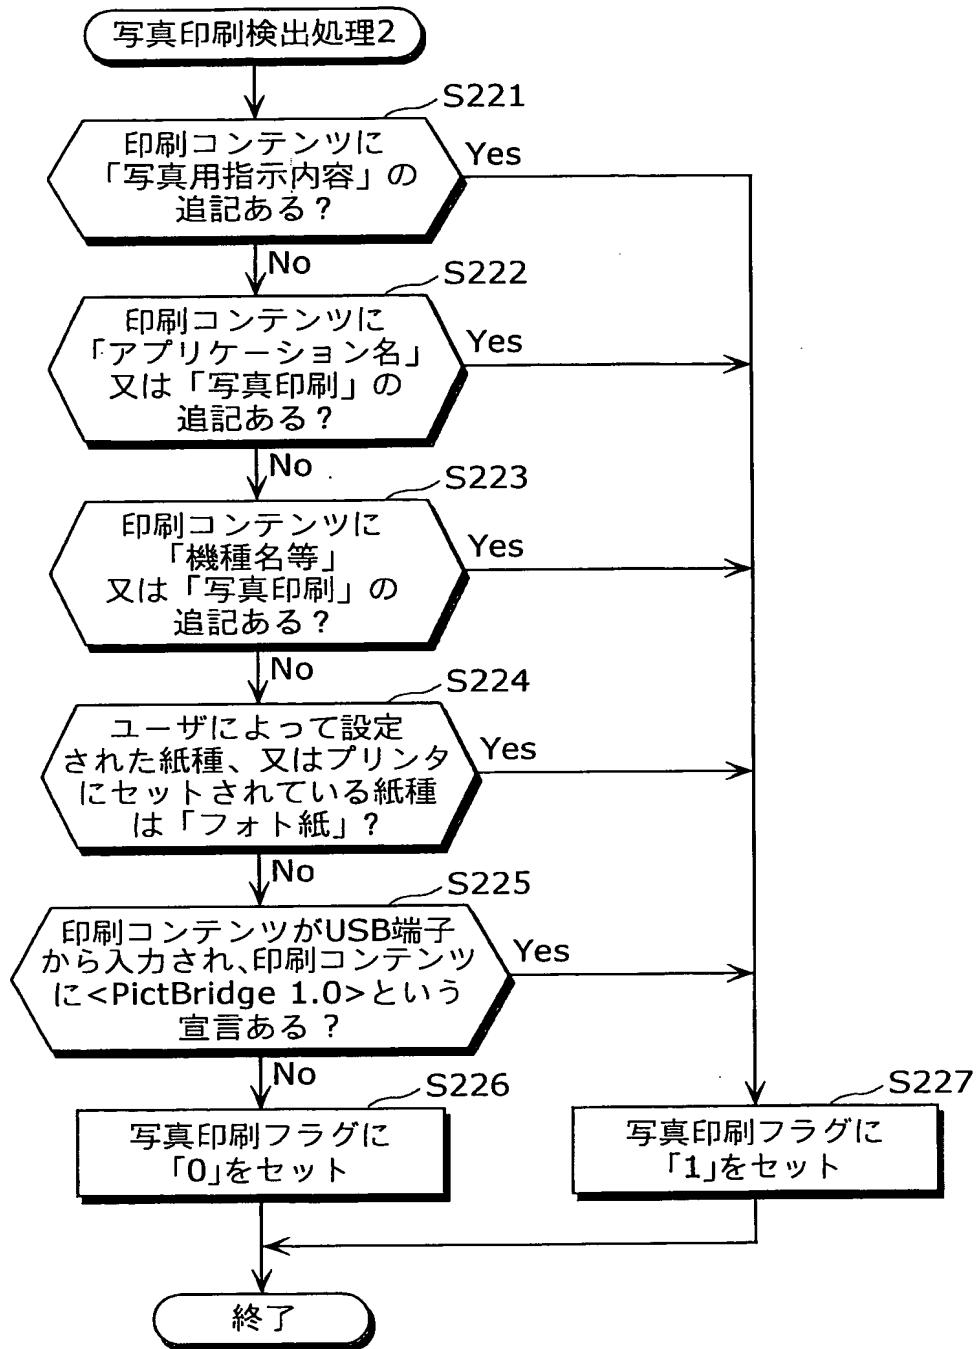 写真印刷検出処理2
S221
印刷コンテンツに
「写真用指示内容」の
追記ある？
Yes
No
S222
印刷コンテンツに
「アプリケーション名」
又は「写真印刷」の
追記ある？
Yes
No
S223
印刷コンテンツに
「機種名等」
又は「写真印刷」の
追記ある？
Yes
No
S224
ユーザによって設定
された紙種、又はプリンタ
にセットされている紙種
は「フォト紙」？
Yes
No
S225
印刷コンテンツがUSB端子
から入力され、印刷コンテンツ
に<PictBridge 1.0>という
宣言ある？
Yes
No
S226
写真印刷フラグに
「0」をセット
S227
写真印刷フラグに
「1」をセット
終了